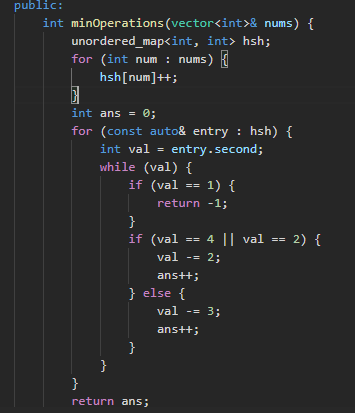 public:
    int minOperations(vector<int>& nums) {
        unordered_map<int, int> hsh;
        for (int num : nums) {
            hsh[num]++;
        }
        int ans = 0;
        for (const auto& entry : hsh) {
            int val = entry.second;
            while (val) {
                if (val == 1) {
                    return -1;
                }
                if (val == 4 || val == 2) {
                    val -= 2;
                    ans++;
                } else {
                    val -= 3;
                    ans++;
                }
            }
        }
        return ans;